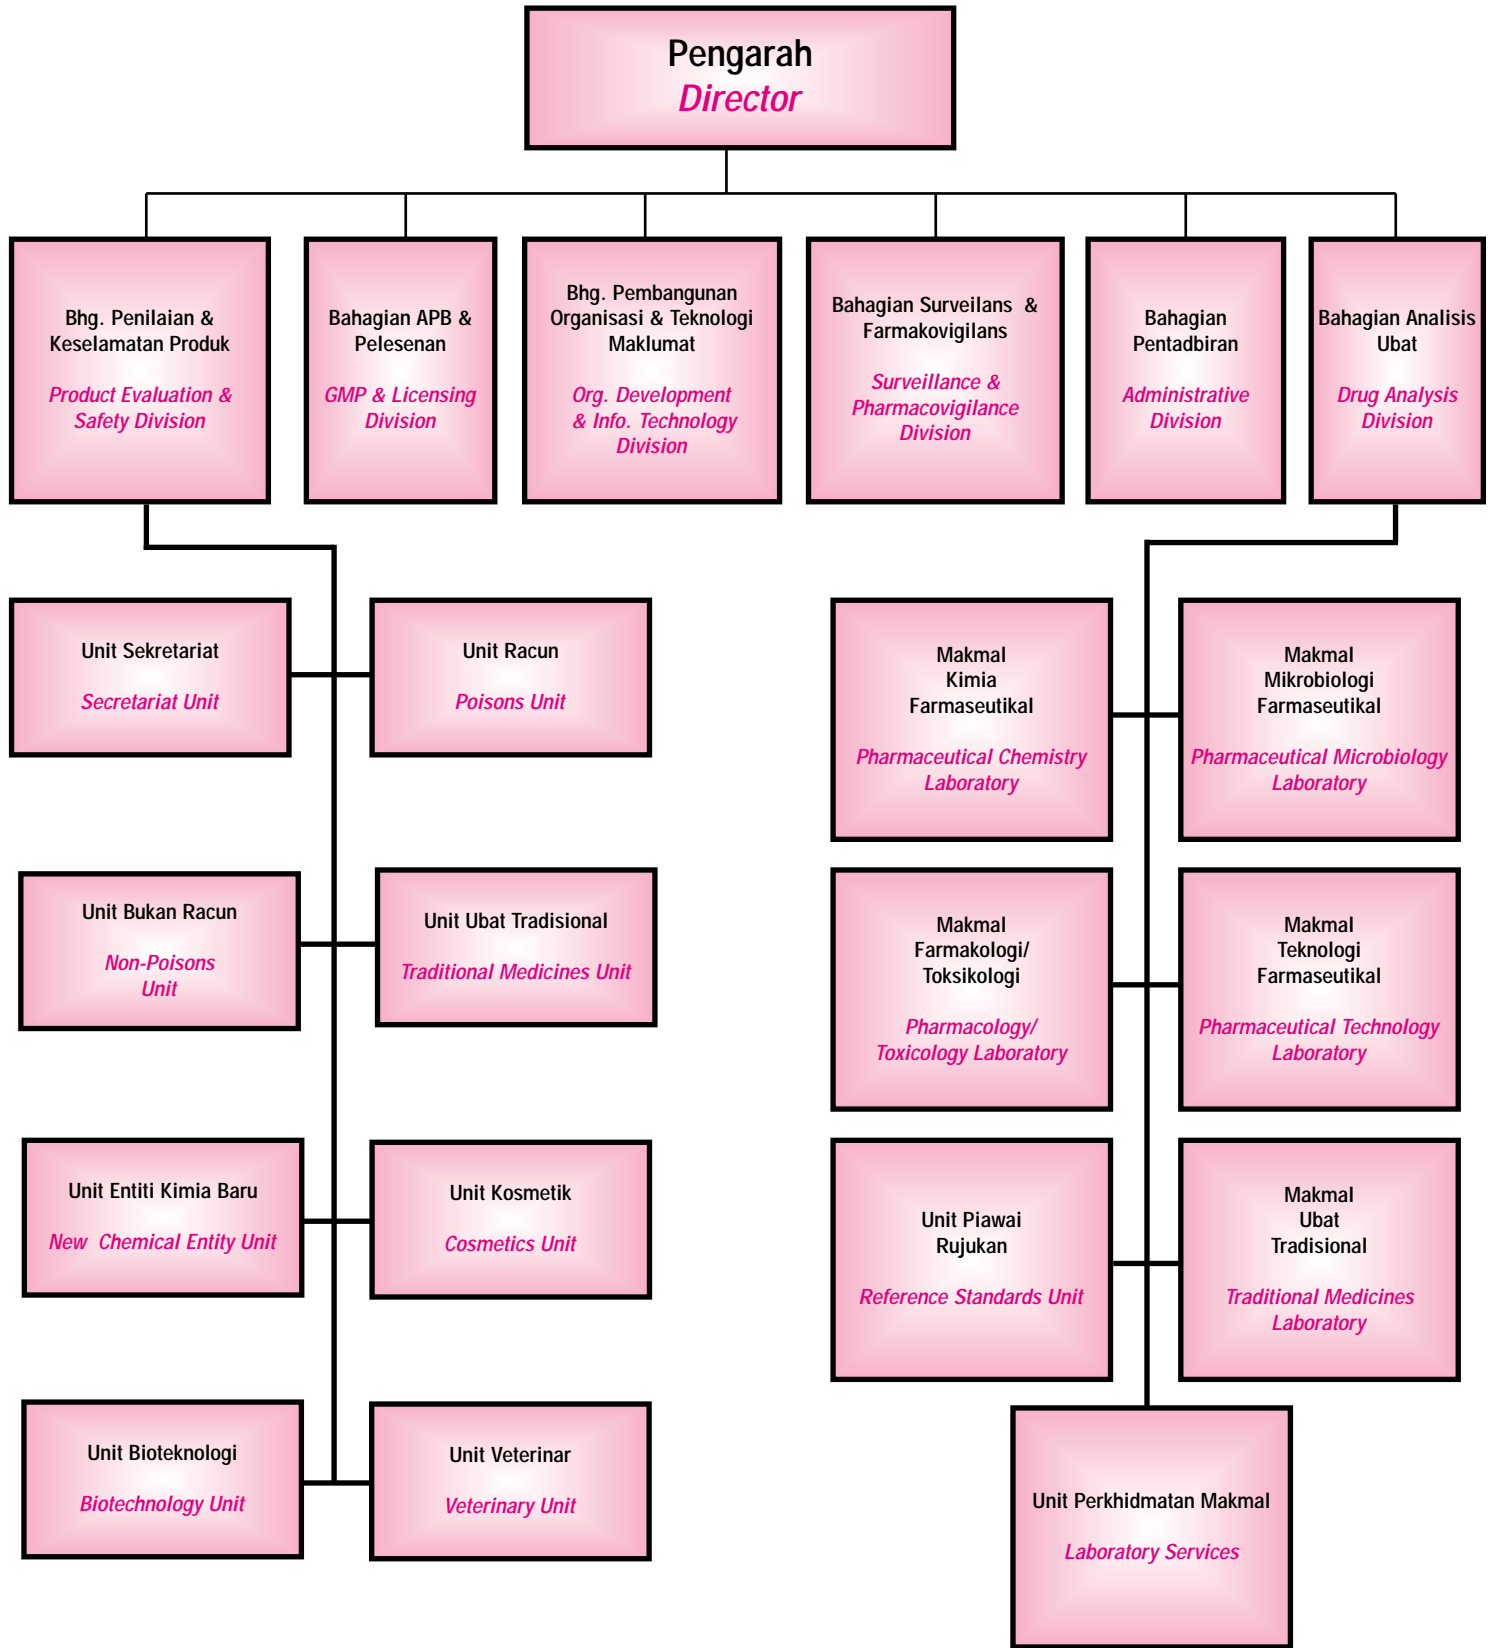 Pengarah
Director
Bhg. Penilaian &
Keselamatan Produk
Product Evaluation &
Safety Division
Bahagian APB &
Pelesenan
GMP & Licensing
Division
Bhg. Pembangunan
Organisasi & Teknologi
Maklumat
Org. Development
& Info. Technology
Division
Bahagian Surveilans &
Farmakovigilans
Surveillance &
Pharmacovigilance
Division
Bahagian
Pentadbiran
Administrative
Division
Bahagian Analisis
Ubat
Drug Analysis
Division
Unit Sekretariat
Secretariat Unit
Unit Racun
Poisons Unit
Makmal
Kimia
Farmaseutikal
Pharmaceutical Chemistry
Laboratory
Makmal
Mikrobiologi
Farmaseutikal
Pharmaceutical Microbiology
Laboratory
Unit Bukan Racun
Non-Poisons
Unit
Unit Ubat Tradisional
Traditional Medicines Unit
Makmal
Farmakologi/
Toksikologi
Pharmacology/
Toxicology Laboratory
Makmal
Teknologi
Farmaseutikal
Pharmaceutical Technology
Laboratory
Unit Entiti Kimia Baru
New Chemical Entity Unit
Unit Kosmetik
Cosmetics Unit
Unit Piawai
Rujukan
Reference Standards Unit
Makmal
Ubat
Tradisional
Traditional Medicines
Laboratory
Unit Bioteknologi
Biotechnology Unit
Unit Veterinar
Veterinary Unit
Unit Perkhidmatan Makmal
Laboratory Services